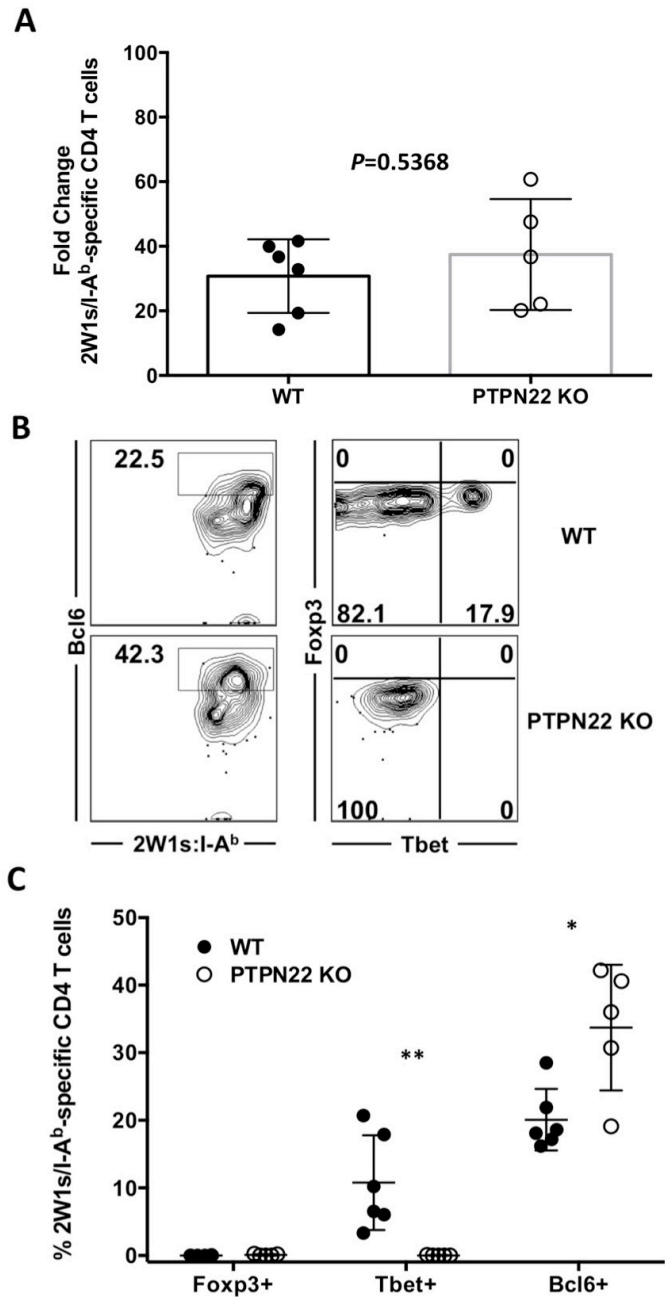 A
Fold Change
2W1s/I-Aᵇ-specific CD4 T cells
100
80
60
40
20
0
P=0.5368
WT
PTPN22 KO
B
Bcl6
22.5
42.3
2W1s:I-Aᵇ
Foxp3
0 0
82.1 17.9
WT
0 0
100 0
PTPN22 KO
Tbet
C
% 2W1s/I-Aᵇ-specific CD4 T cells
50
40
30
20
10
0
WT
PTPN22 KO
**
*
Foxp3+
Tbet+
Bcl6+